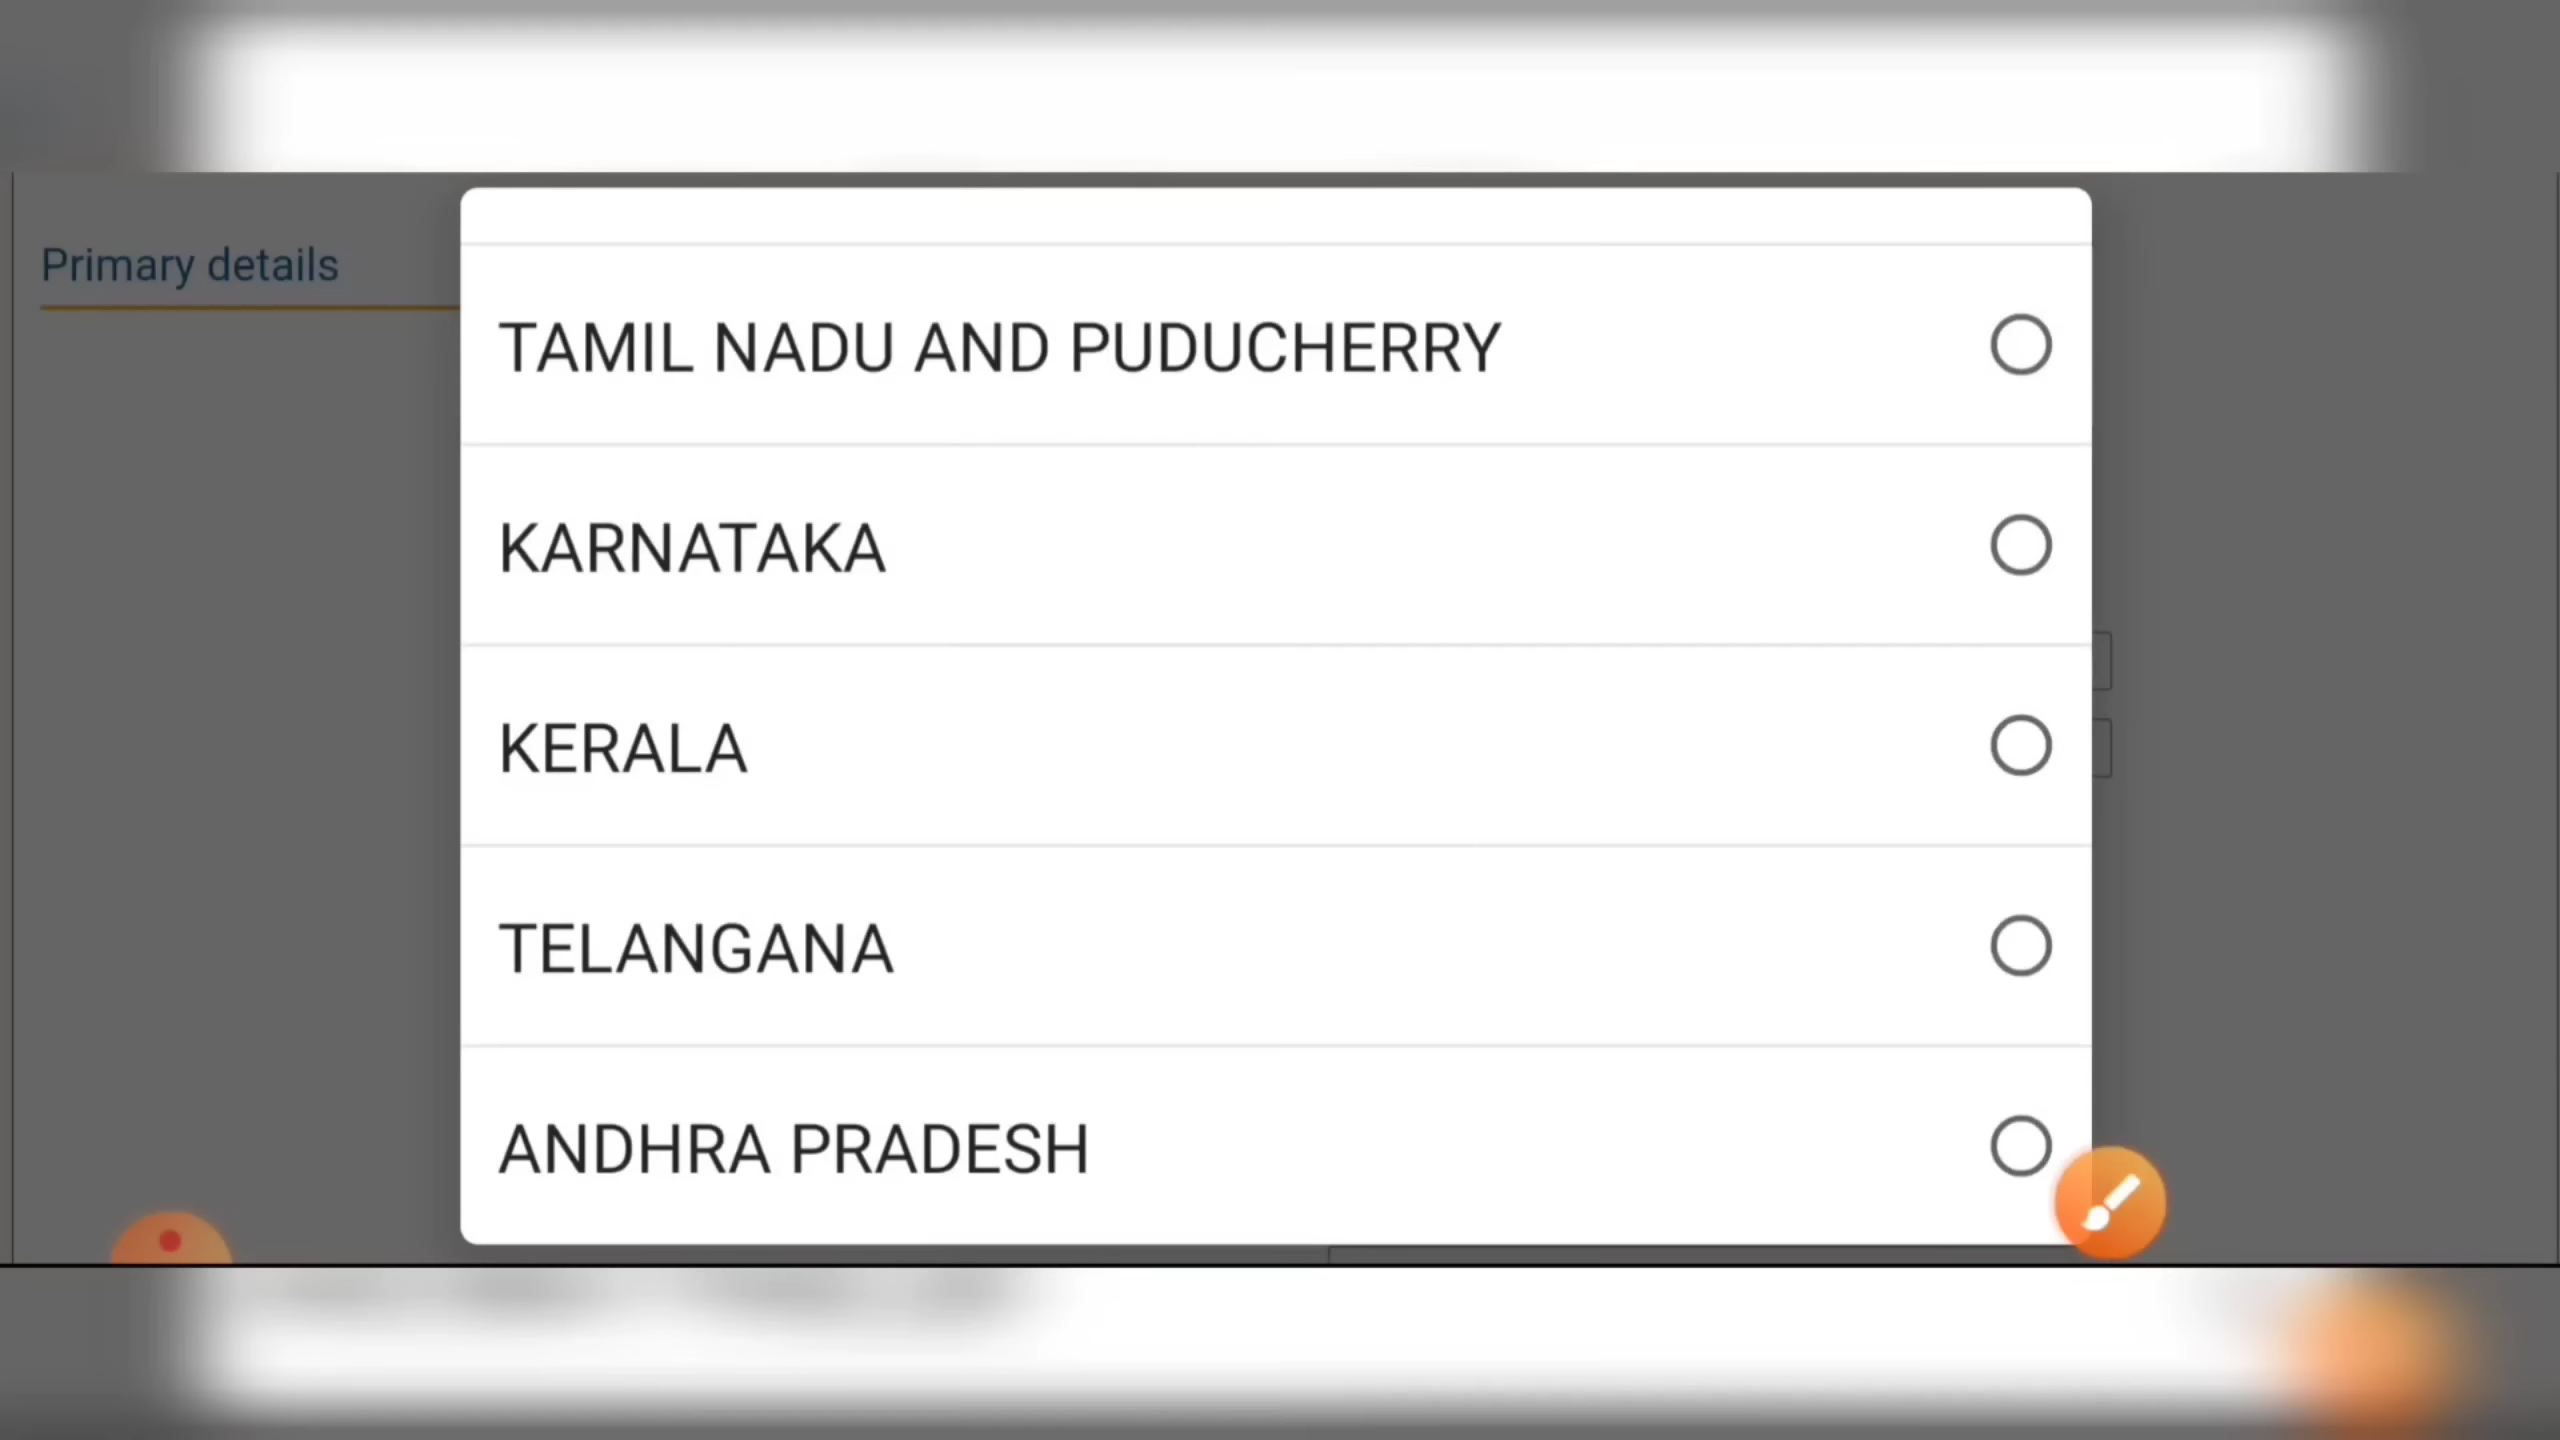 Primary details
TAMIL NADU AND PUDUCHERRY
KARNATAKA
KERALA
TELANGANA
ANDHRA PRADESH